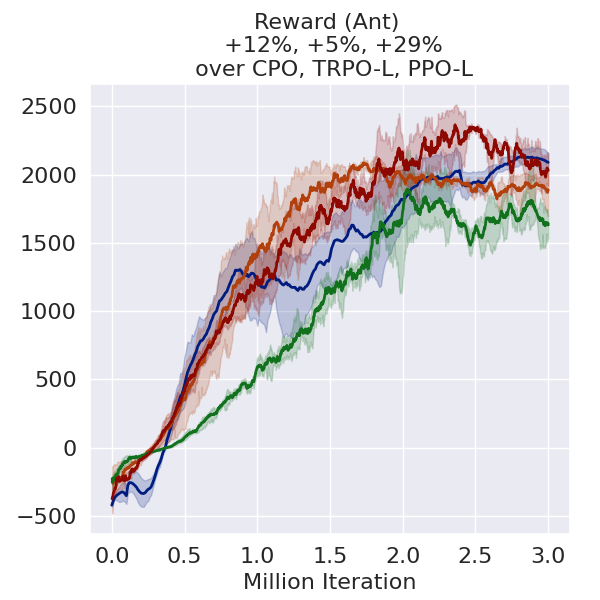 Reward (Ant)
+12%, +5%, +29%
over CPO, TRPO-L, PPO-L
2500
2000
1500
1000
500
0
−500
0.0 0.5 1.0 1.5 2.0 2.5 3.0
Million Iteration